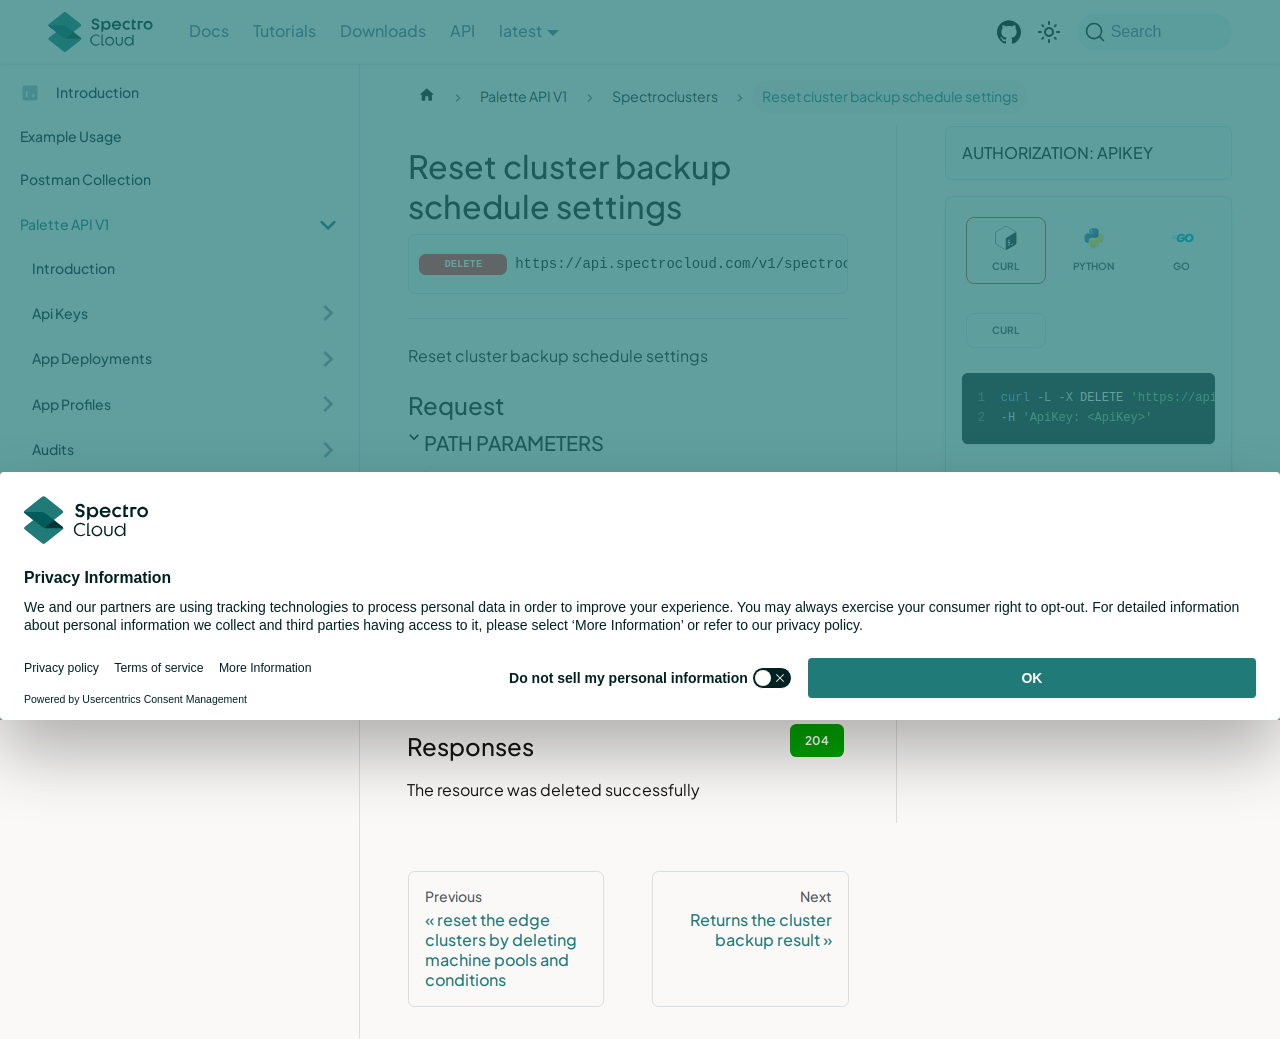 Spectro Cloud
Docs
Tutorials
Downloads
API
latest
Search
Introduction
Example Usage
Postman Collection
Palette API V1
Introduction
Api Keys
App Deployments
App Profiles
Audits
Palette API V1
Spectroclusters
Reset cluster backup schedule settings
Reset cluster backup
schedule settings
DELETE https://api.spectrocloud.com/v1/spectroc
Reset cluster backup schedule settings
Request
PATH PARAMETERS
AUTHORIZATION: APIKEY
CURL
PYTHON
GO
CURL
1 curl -L -X DELETE 'https://api
2 -H 'ApiKey: <ApiKey>'
Spectro
Cloud
Privacy Information
We and our partners are using tracking technologies to process personal data in order to improve your experience. You may always exercise your consumer right to opt-out. For detailed information
about personal information we collect and third parties having access to it, please select ‘More Information’ or refer to our privacy policy.
Privacy policy
Terms of service
More Information
Powered by Usercentrics Consent Management
Do not sell my personal information
OK
Responses
204
The resource was deleted successfully
Previous
« reset the edge
clusters by deleting
machine pools and
conditions
Next
Returns the cluster
backup result »